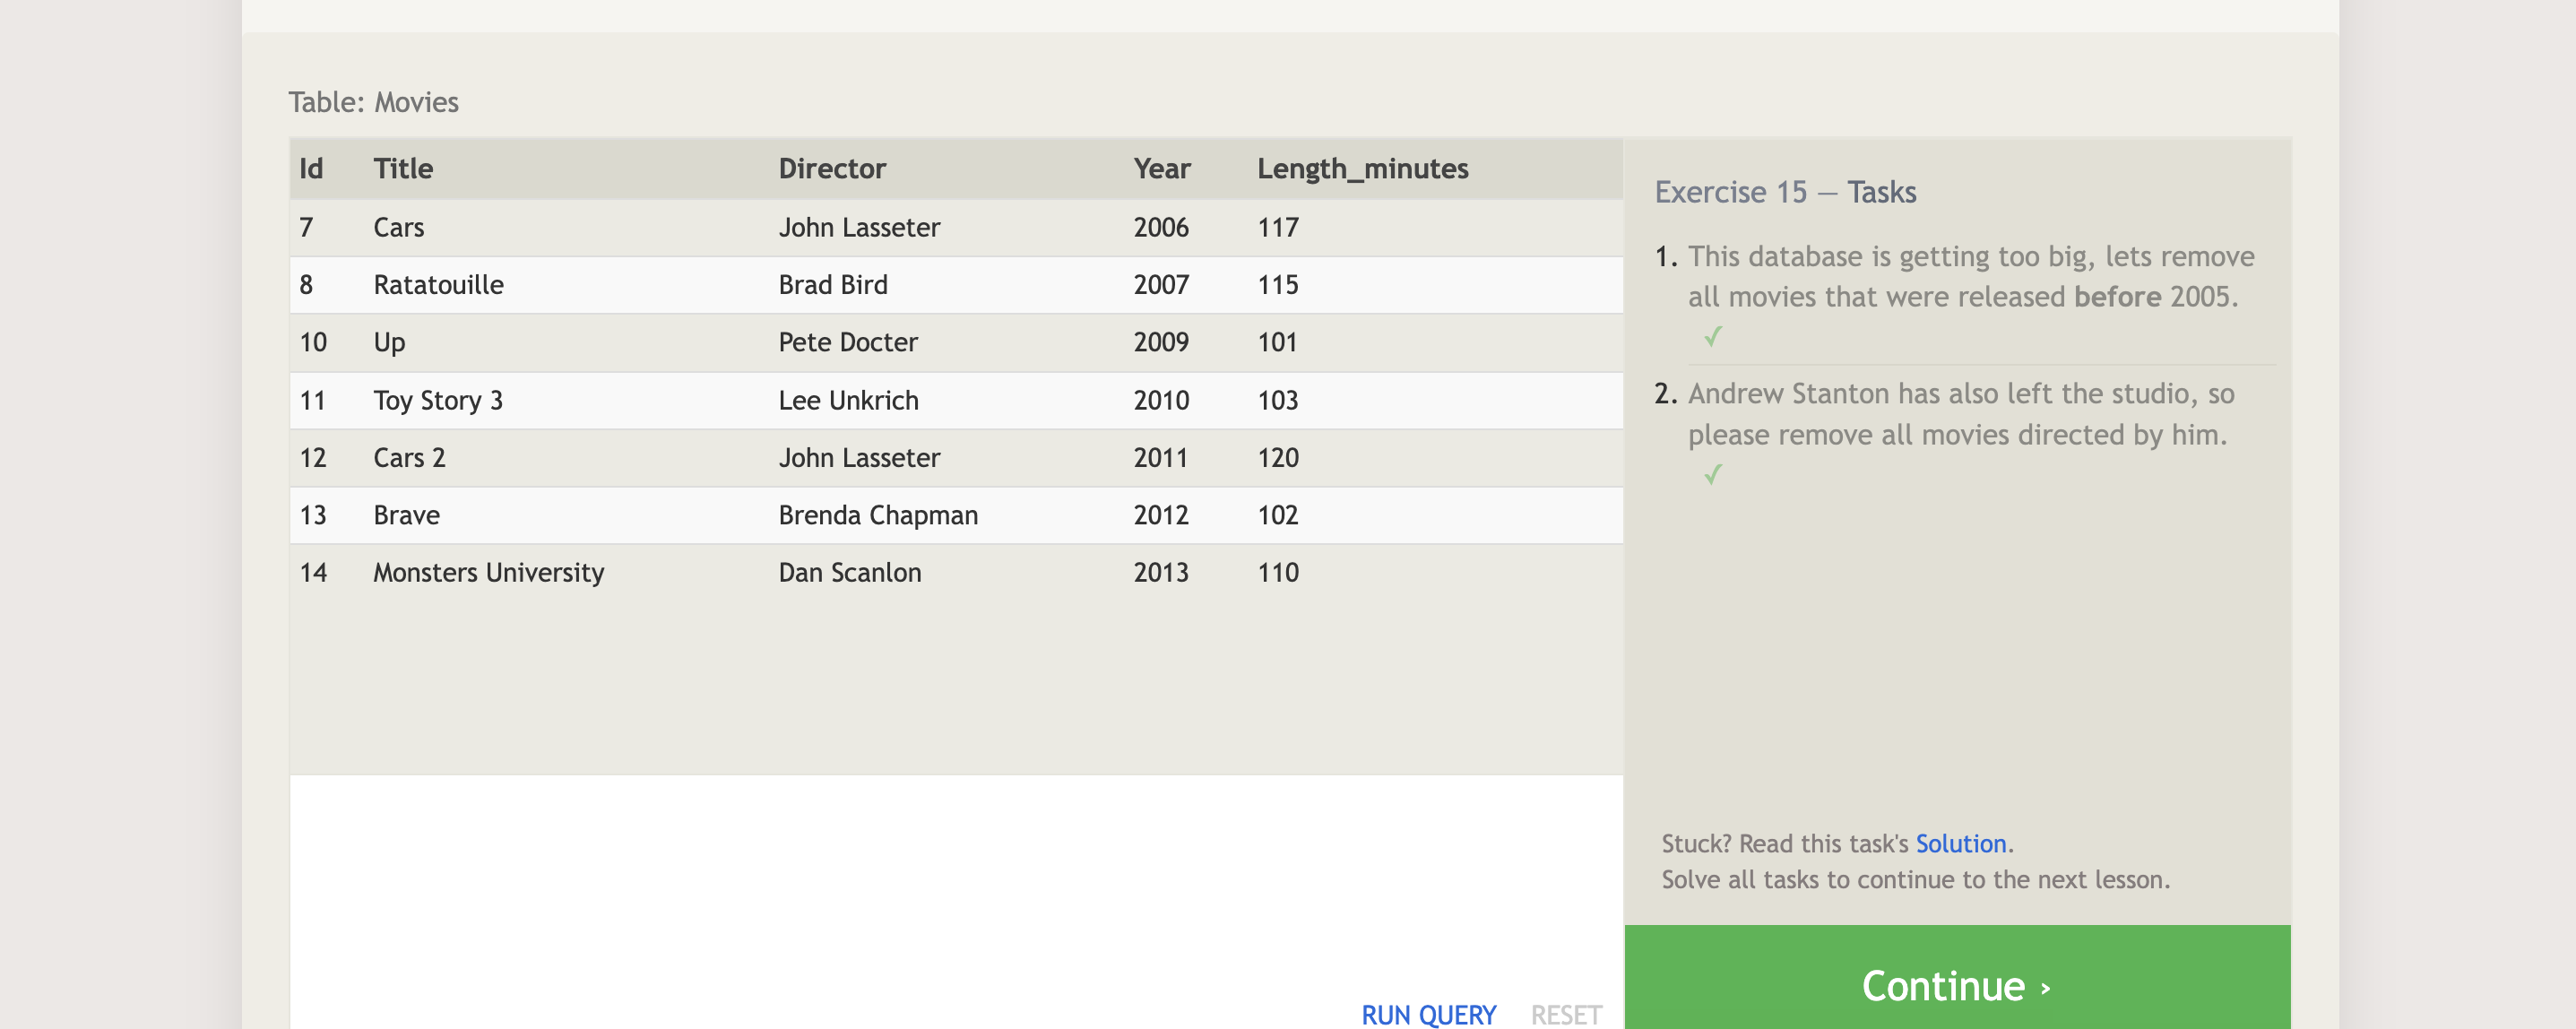 Table: Movies
Id Title Director Year Length_minutes
7 Cars John Lasseter 2006 117
8 Ratatouille Brad Bird 2007 115
10 Up Pete Docter 2009 101
11 Toy Story 3 Lee Unkrich 2010 103
12 Cars 2 John Lasseter 2011 120
13 Brave Brenda Chapman 2012 102
14 Monsters University Dan Scanlon 2013 110
RUN QUERY RESET
Exercise 15 — Tasks
1. This database is getting too big, lets remove
all movies that were released before 2005.
✓
2. Andrew Stanton has also left the studio, so
please remove all movies directed by him.
✓
Stuck? Read this task's Solution.
Solve all tasks to continue to the next lesson.
Continue ›